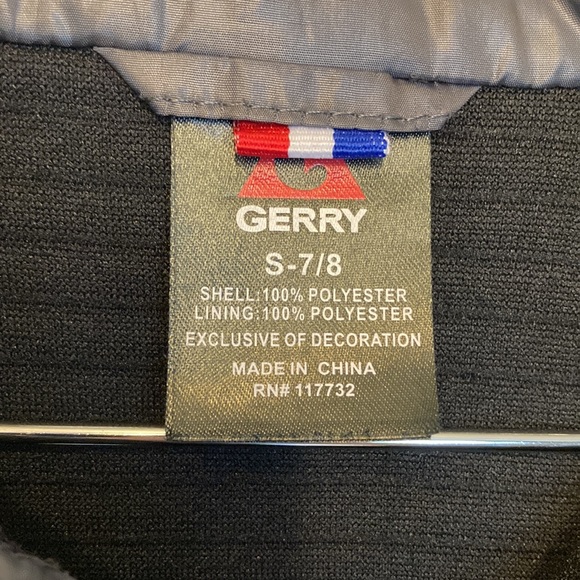 GERRY
S-7/8
SHELL:100% POLYESTER
LINING:100% POLYESTER
EXCLUSIVE OF DECORATION
MADE IN CHINA
RN# 117732